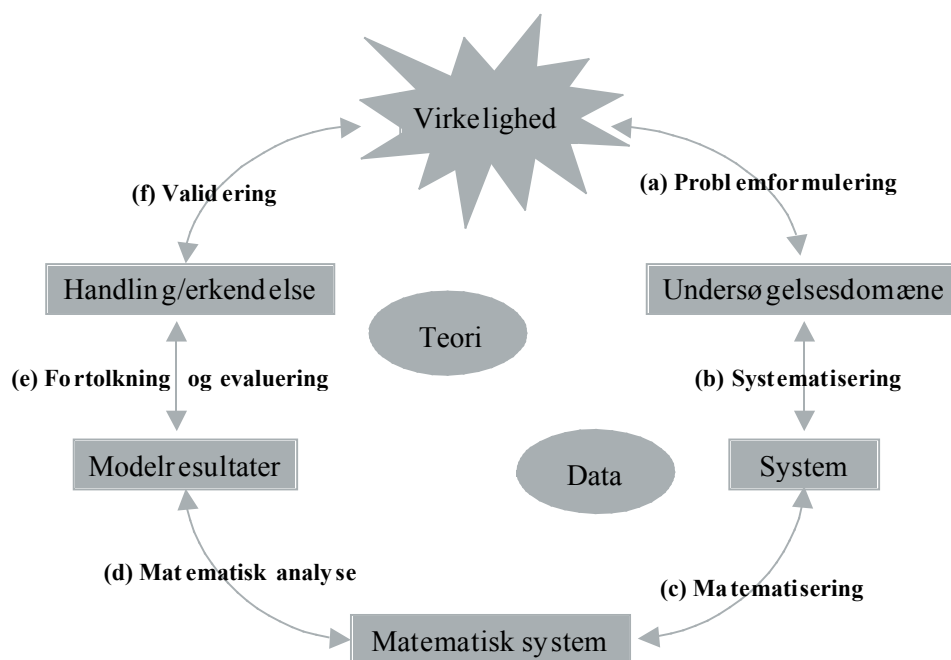 Virkelighed
(f) Validering
(a) Problemformulering
Handling/erkendelse
Undersøgelsesdomæne
Teori
(e) Fortolkning og evaluering
(b) Systematisering
Modelresultater
Data
System
(d) Matematisk analyse
(c) Matematisering
Matematisk system